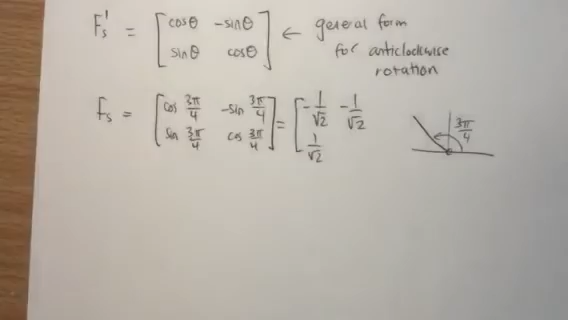 Fs' = [cosθ -sinθ ← general form
sinθ cosθ] for anticlockwise
rotation
Fs = [cos 3π/4 -sin 3π/4 = [-1/√2 -1/√2
sin 3π/4 cos 3π/4] 1/√2
3π/4